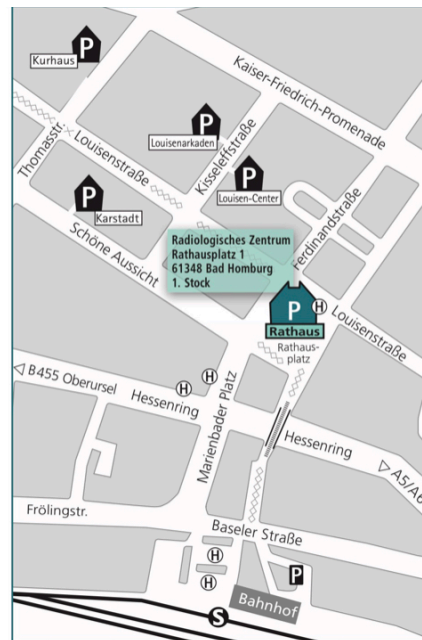 P
Kurhaus
Kaiser-Friedrich-Promenade
Thomasstr.
Louisenstraße
P
Louisenarkaden
Kisseleffstraße
P
Louisen-Center
P
Karstadt
Schöne Aussicht
Ferdinandstraße
Radiologisches Zentrum
Rathausplatz 1
61348 Bad Homburg
1. Stock
P
H
Rathaus
Rathaus-
platz
Louisenstraße
B455 Oberursel
Hessenring
H
H
Marienbader Platz
Hessenring
A5/A6
Frölingstr.
Baseler Straße
H
H
P
Bahnhof
S